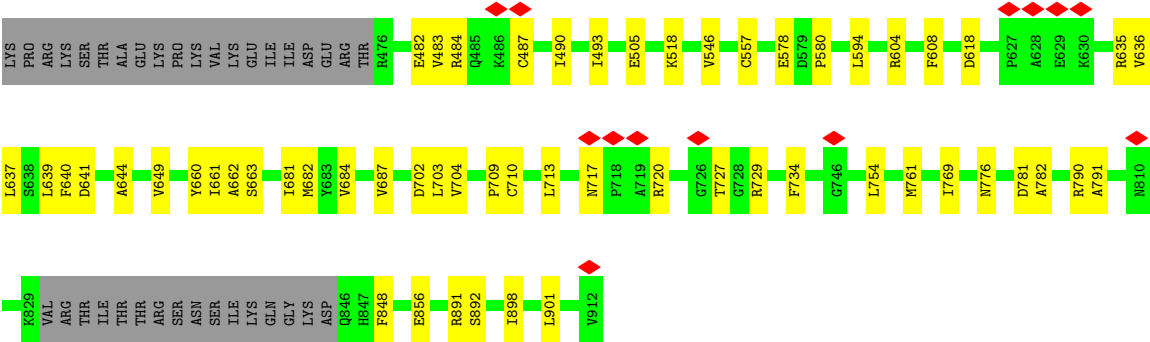 LYS PRO ARG LYS SER THR ALA GLU LYS PRO LYS VAL LYS GLU ILE ILE ASP GLU ARG THR R476 E482 V483 R484 Q485 K486 C487 I490 I493 E505 K518 V546 C557 E578 D579 P580 L594 R604 F608 D618 P627 A628 E629 K630 R635 V636
L637 S638 L639 F640 D641 A644 V649 Y660 I661 A662 S663 I681 M682 Y683 V684 V687 D702 L703 V704 P709 C710 L713 N717 P718 A719 R720 G726 T727 G728 R729 F734 G746 L754 M761 I769 N776 D781 A782 R790 A791 N810
K829 VAL ARG THR ILE THR THR ARG SER ASN SER ILE LYS GLN GLY LYS ASP Q846 H847 F848 E856 R891 S892 I898 L901 V912